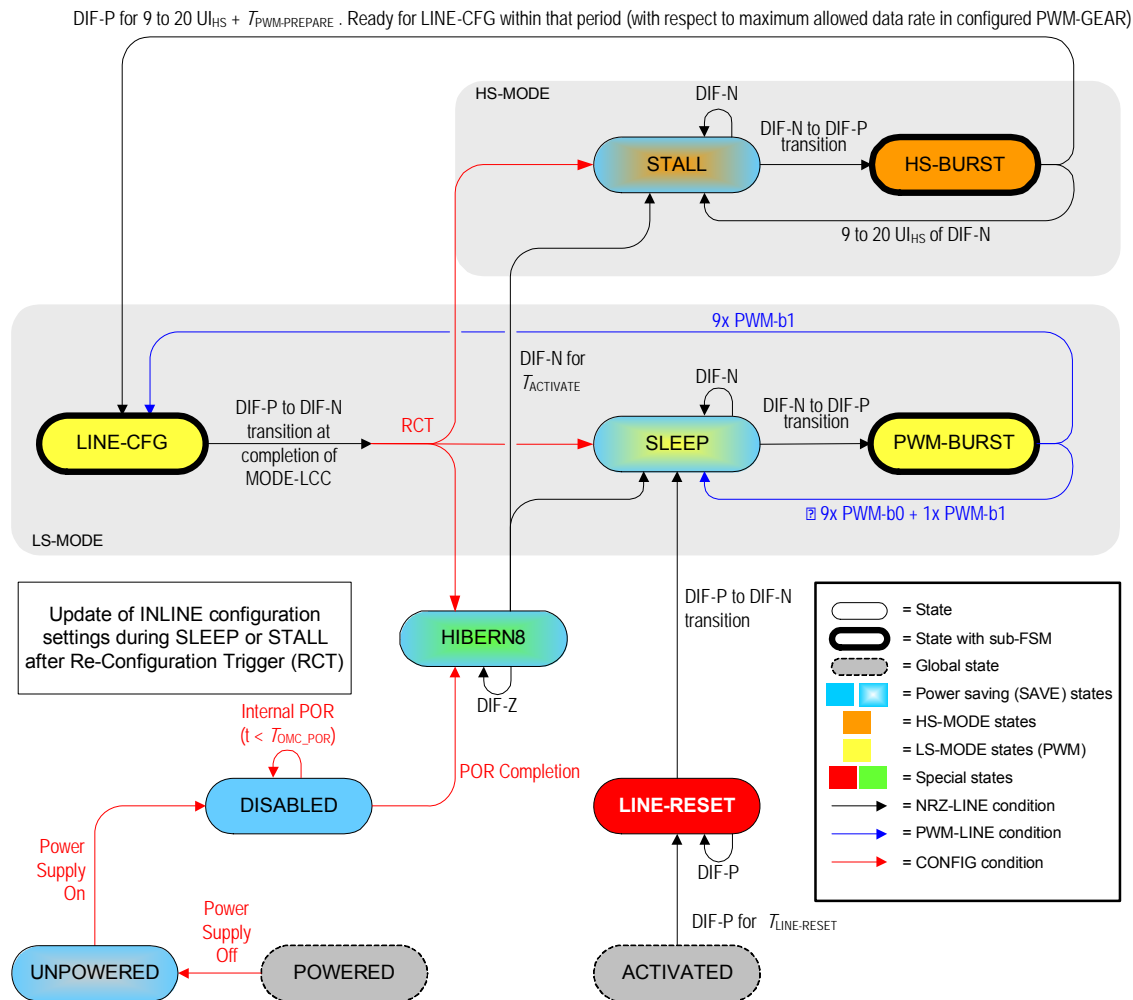 DIF-P for 9 to 20 UIHS + TPWM-PREPARE . Ready for LINE-CFG within that period (with respect to maximum allowed data rate in configured PWM-GEAR)
HS-MODE
DIF-N
STALL
DIF-N to DIF-P
transition
HS-BURST
9 to 20 UIHS of DIF-N
9x PWM-b1
DIF-N for
TACTIVATE
DIF-N
LINE-CFG
DIF-P to DIF-N
transition at
completion of
MODE-LCC
RCT
SLEEP
DIF-N to DIF-P
transition
PWM-BURST
9x PWM-b0 + 1x PWM-b1
LS-MODE
Update of INLINE configuration
settings during SLEEP or STALL
after Re-Configuration Trigger (RCT)
HIBERN8
DIF-Z
DIF-P to DIF-N
transition
Internal POR
(t < TOMC_POR)
DISABLED
POR Completion
LINE-RESET
DIF-P
Power
Supply
On
Power
Supply
Off
UNPOWERED
POWERED
DIF-P for TLINE-RESET
ACTIVATED
= State
= State with sub-FSM
= Global state
= Power saving (SAVE) states
= HS-MODE states
= LS-MODE states (PWM)
= Special states
= NRZ-LINE condition
= PWM-LINE condition
= CONFIG condition